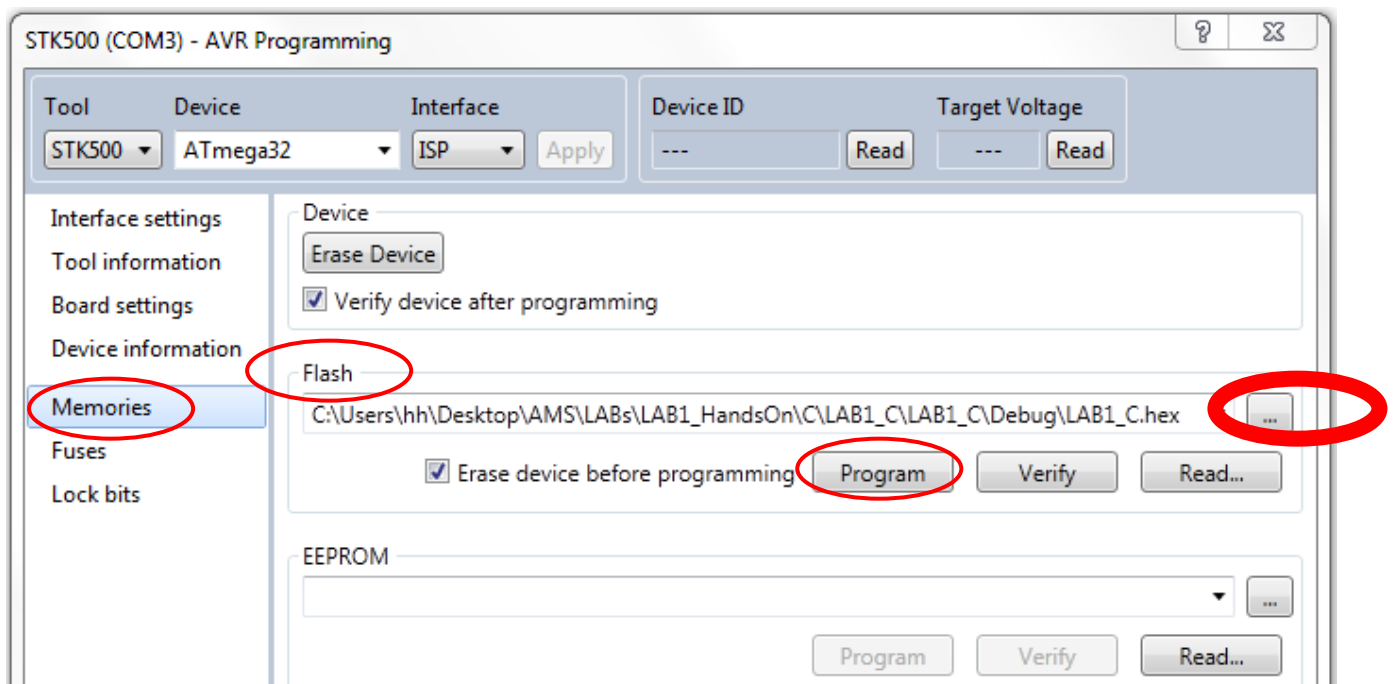 STK500 (COM3) - AVR Programming
?
Tool Device Interface Device ID Target Voltage
STK500 ATmega32 ISP Apply --- Read --- Read
Interface settings
Tool information
Board settings
Device information
Memories
Fuses
Lock bits
Device
Erase Device
Verify device after programming
Flash
C:\Users\hh\Desktop\AMS\LABs\LAB1_HandsOn\C\LAB1_C\LAB1_C\Debug\LAB1_C.hex ...
Erase device before programming Program Verify Read...
EEPROM
...
Program Verify Read...